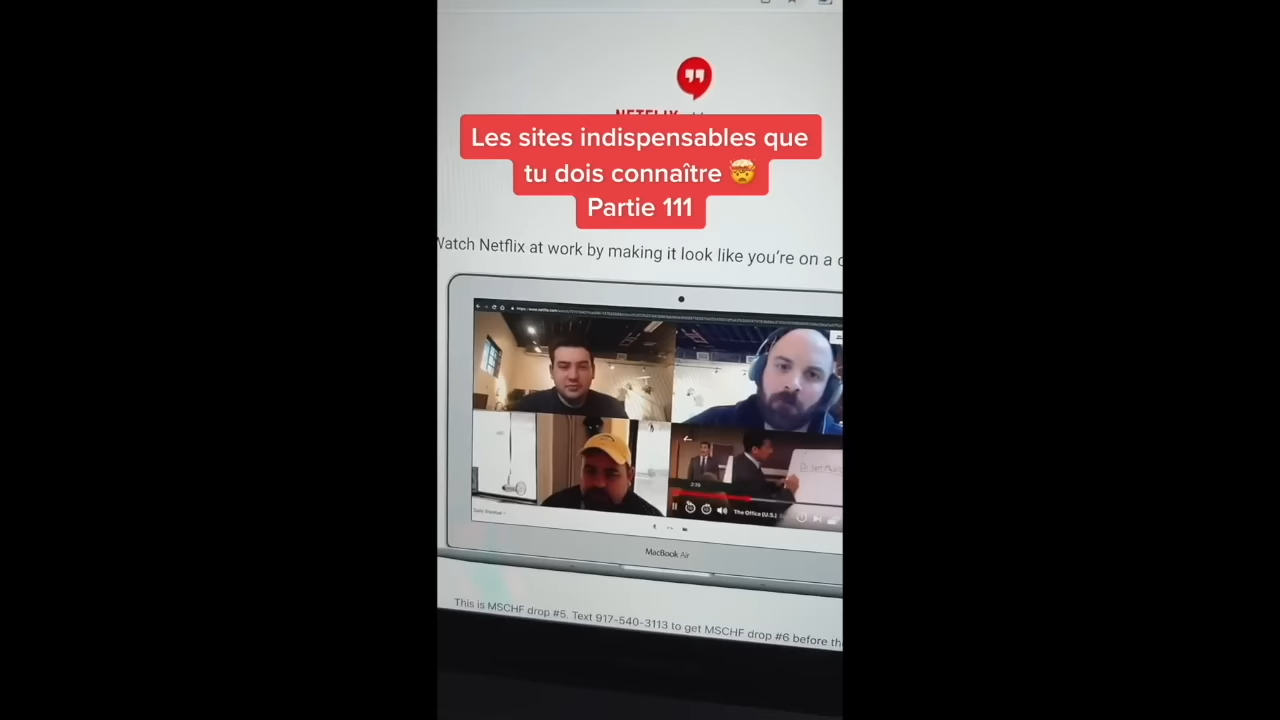 Les sites indispensables que
tu dois connaître 🤯
Partie 111
Watch Netflix at work by making it look like you're on a
2:35
The Office (U.S.)
MacBook Air
This is MSCHF drop #5. Text 917-540-3113 to get MSCHF drop #6 before